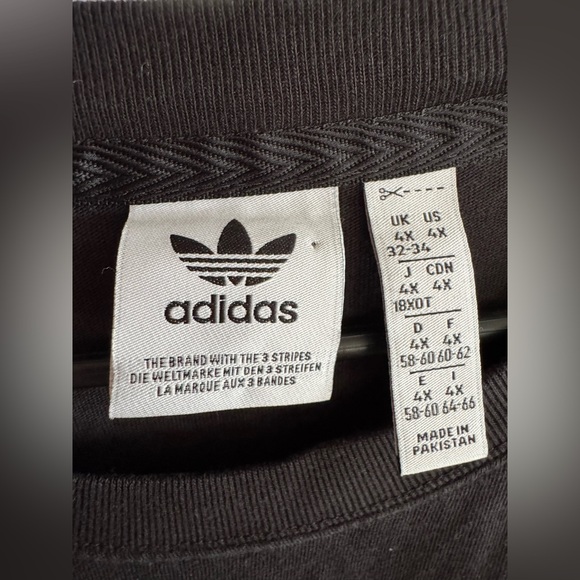 adidas
THE BRAND WITH THE 3 STRIPES
DIE WELTMARKE MIT DEN 3 STREIFEN
LA MARQUE AUX 3 BANDES
UK US
4X 4X
32-34
J CDN
4X 4X
18XOT
D F
4X 4X
58-60 60-62
E I
4X 4X
58-60 64-66
MADE IN
PAKISTAN